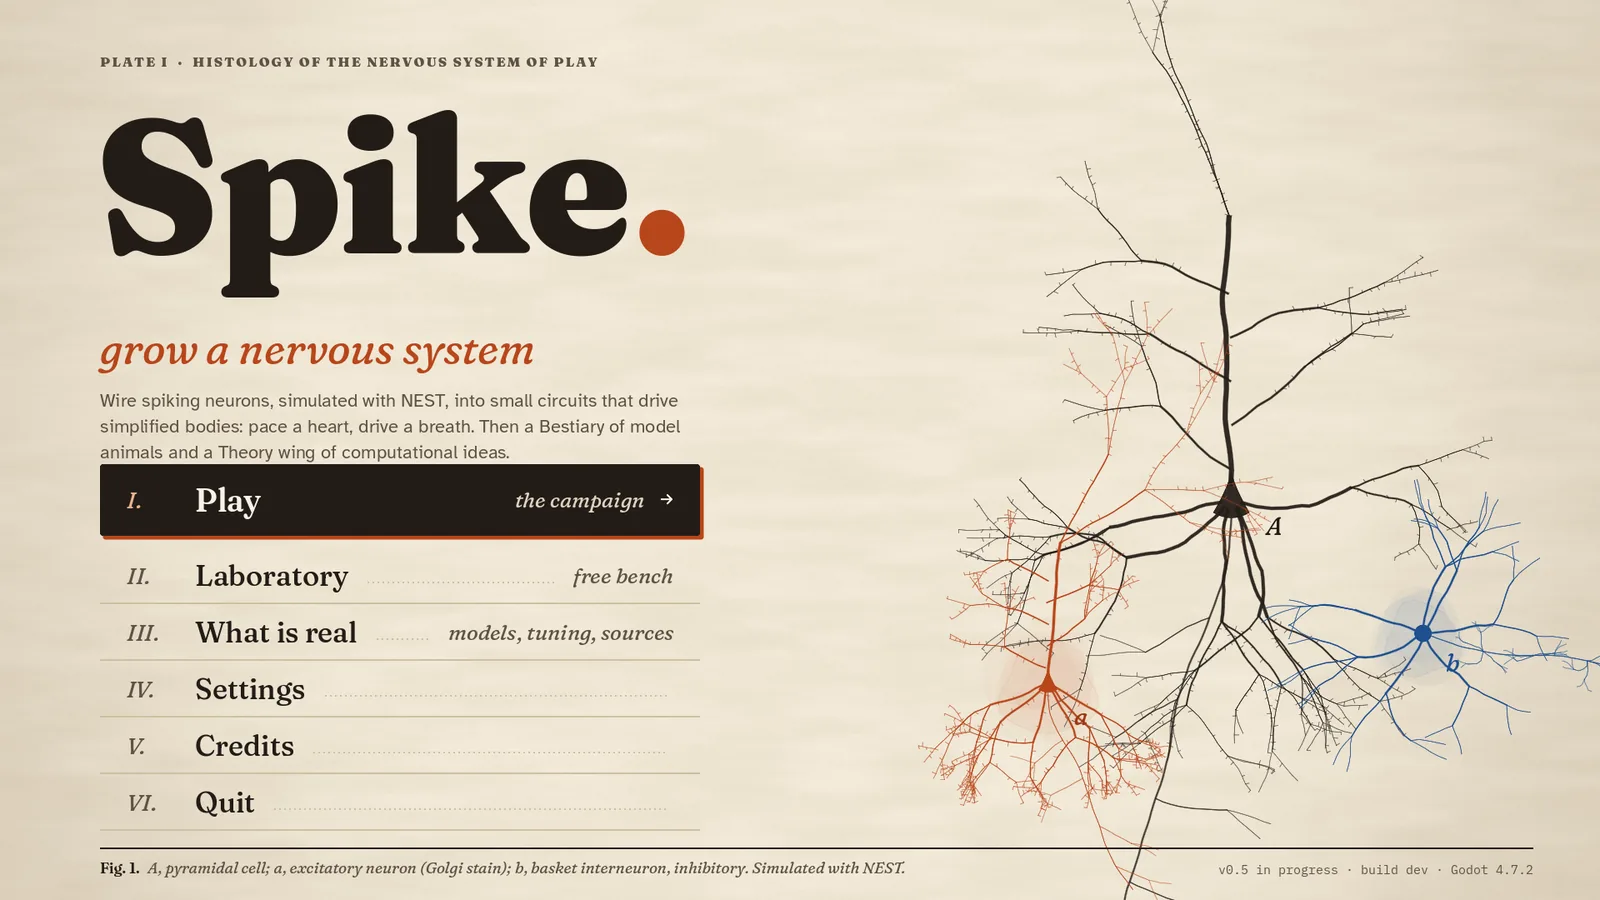 PLATE I · HISTOLOGY OF THE NERVOUS SYSTEM OF PLAY
Spike.
grow a nervous system
Wire spiking neurons, simulated with NEST, into small circuits that drive
simplified bodies: pace a heart, drive a breath. Then a Bestiary of model
animals and a Theory wing of computational ideas.
I. Play the campaign →
II. Laboratory free bench
III. What is real models, tuning, sources
IV. Settings
V. Credits
VI. Quit
A
b
a
Fig. 1. A, pyramidal cell; a, excitatory neuron (Golgi stain); b, basket interneuron, inhibitory. Simulated with NEST.
v0.5 in progress · build dev · Godot 4.7.2